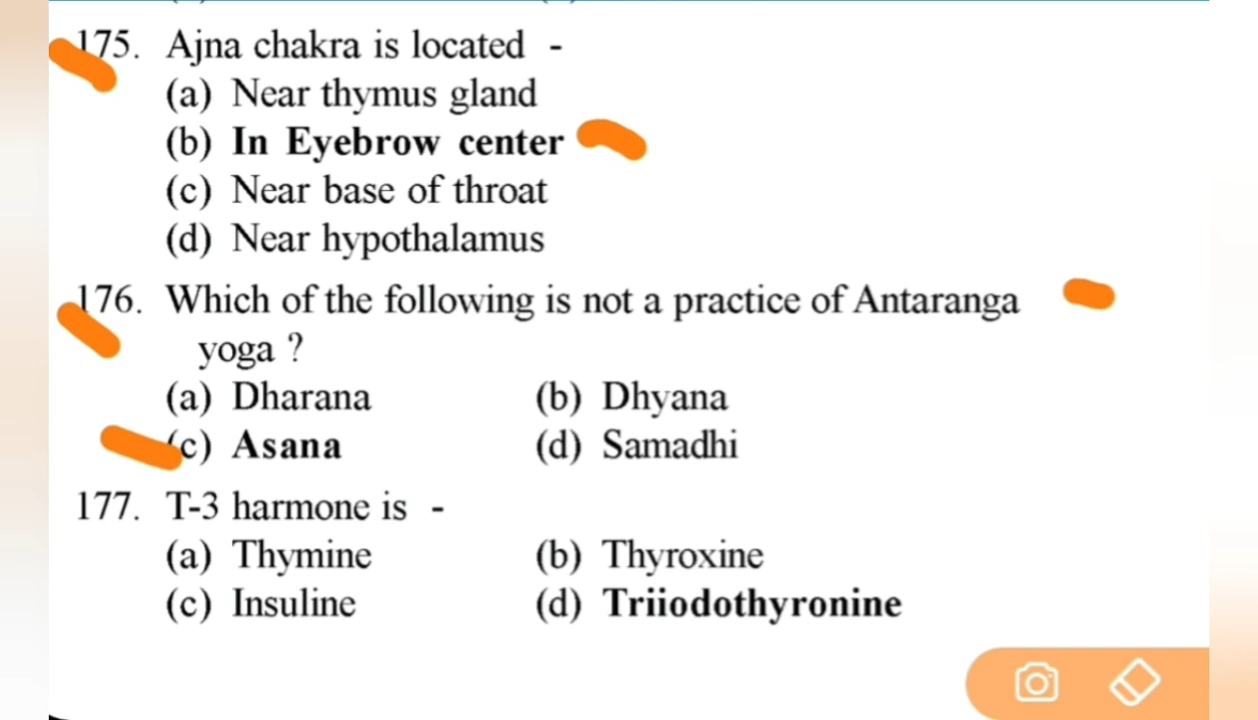 175. Ajna chakra is located -
(a) Near thymus gland
(b) In Eyebrow center
(c) Near base of throat
(d) Near hypothalamus
176. Which of the following is not a practice of Antaranga
yoga ?
(a) Dharana (b) Dhyana
(c) Asana (d) Samadhi
177. T-3 harmone is -
(a) Thymine (b) Thyroxine
(c) Insuline (d) Triiodothyronine